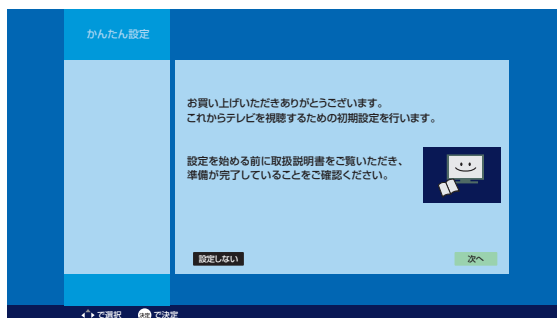 かんたん設定
お買い上げいただきありがとうございます。
これからテレビを視聴するための初期設定を行います。
設定を始める前に取扱説明書をご覧いただき、
準備が完了していることをご確認ください。
設定しない
次へ
で選択 決定 で決定